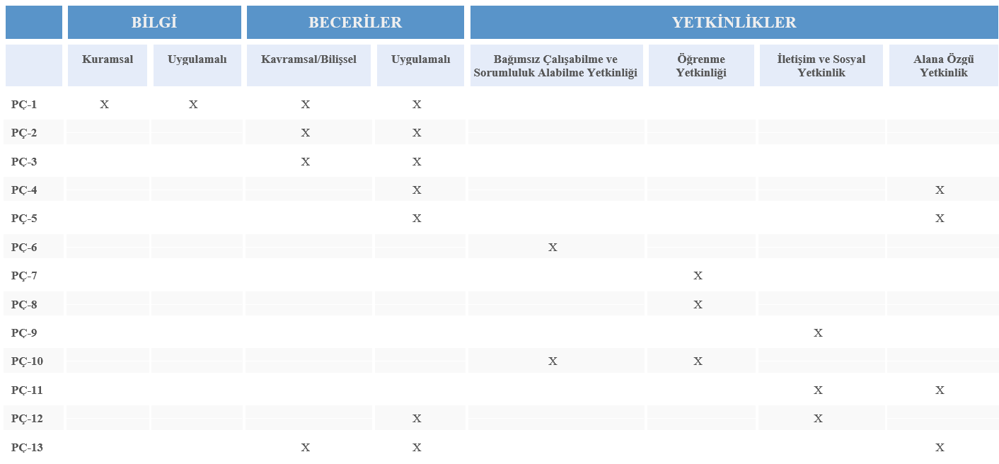 BİLGİ BECERİLER YETKİNLİKLER
Kuramsal Uygulamalı Kavramsal/Bilişsel Uygulamalı Bağımsız Çalışabilme ve Sorumluluk Alabilme Yetkinliği Öğrenme Yetkinliği İletişim ve Sosyal Yetkinlik Alana Özgü Yetkinlik
PÇ-1 X X X X
PÇ-2 X X
PÇ-3 X X
PÇ-4 X X
PÇ-5 X X
PÇ-6 X
PÇ-7 X
PÇ-8 X
PÇ-9 X
PÇ-10 X X
PÇ-11 X X
PÇ-12 X X
PÇ-13 X X X